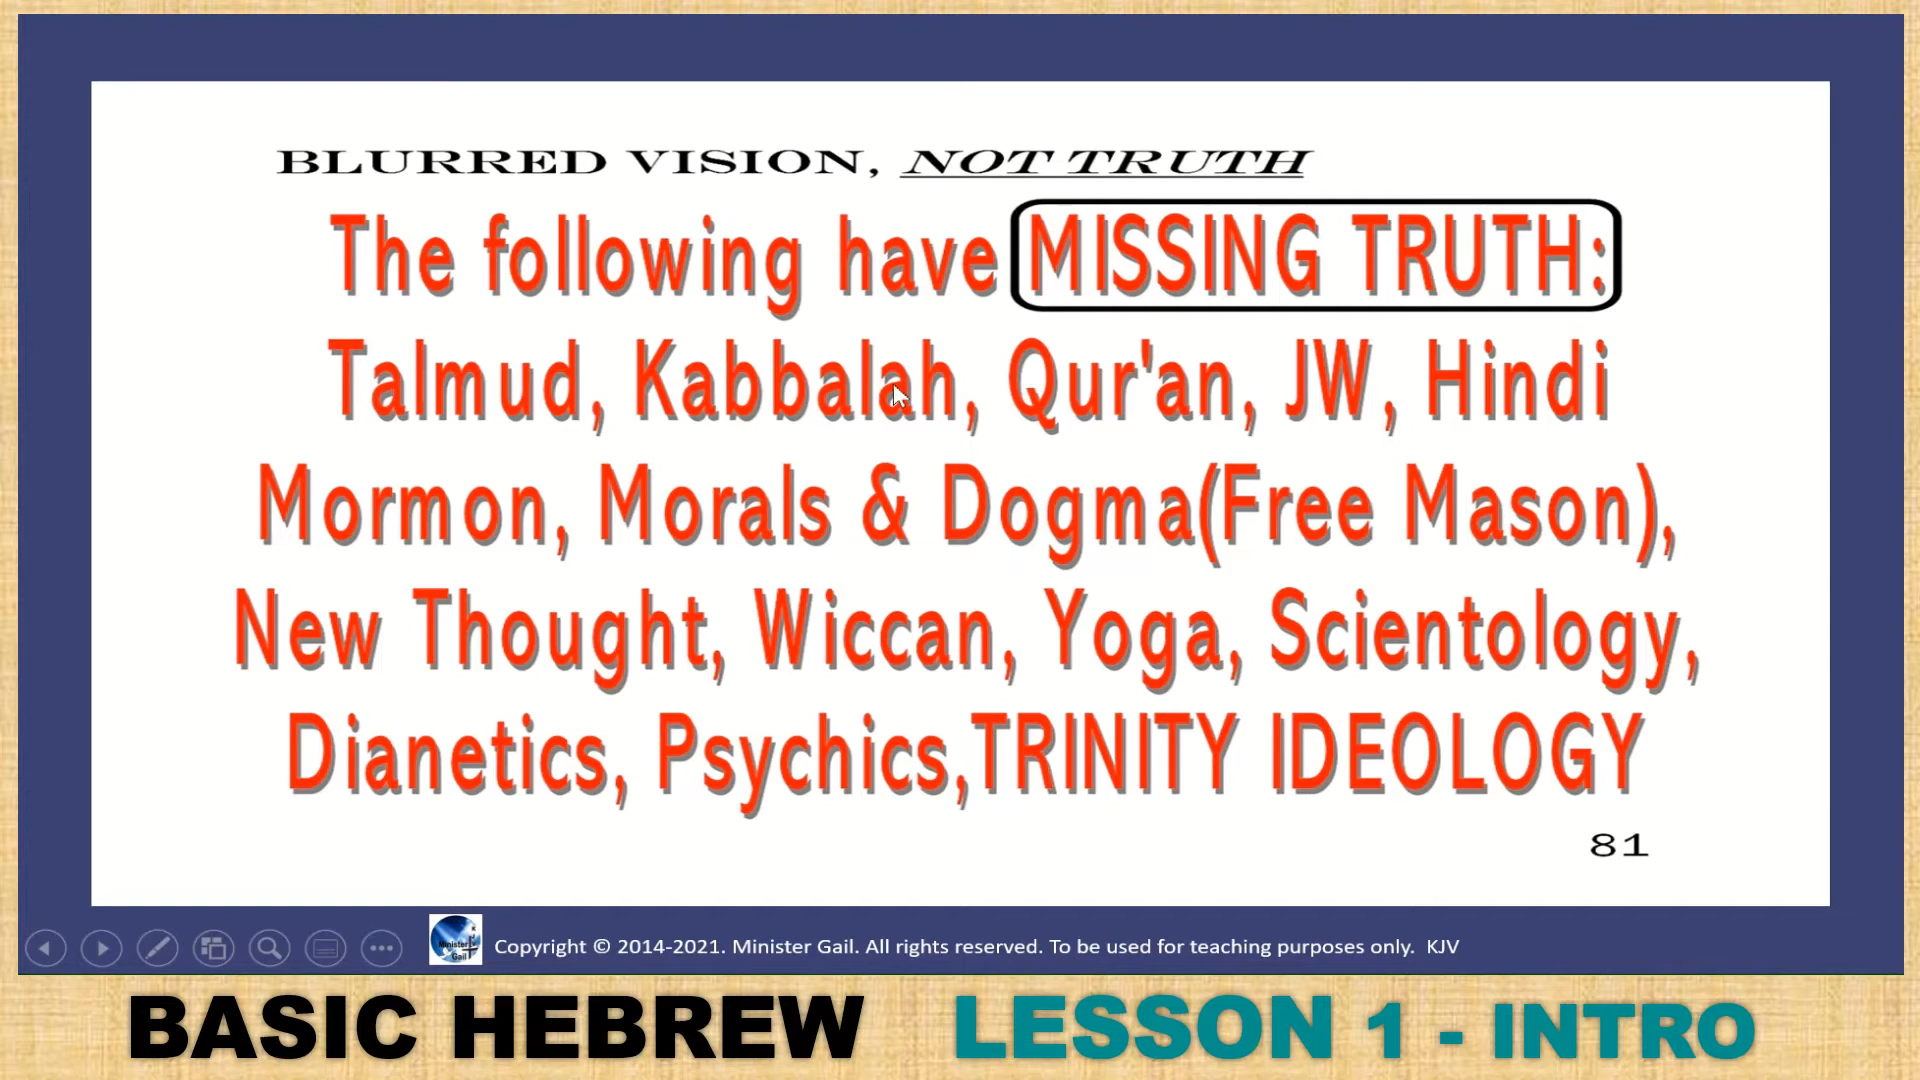 BLURRED VISION, NOT TRUTH
The following have MISSING TRUTH:
Talmud, Kabbalah, Qur'an, JW, Hindi
Mormon, Morals & Dogma(Free Mason),
New Thought, Wiccan, Yoga, Scientology,
Dianetics, Psychics,TRINITY IDEOLOGY
81
Minister
Gail
Copyright © 2014-2021. Minister Gail. All rights reserved. To be used for teaching purposes only. KJV
BASIC HEBREW LESSON 1 - INTRO